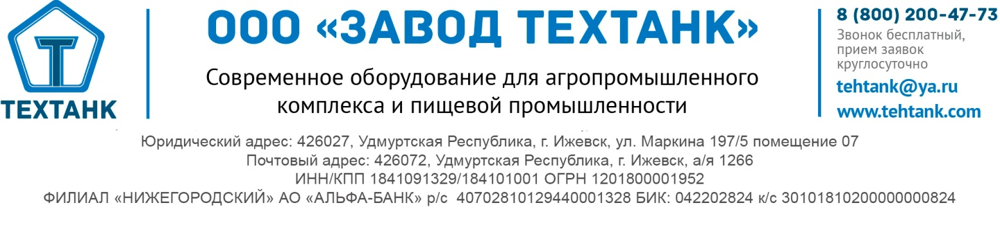 Т
ТЕХТАНК
ООО «ЗАВОД ТЕХТАНК»
Современное оборудование для агропромышленного
комплекса и пищевой промышленности
8 (800) 200-47-73
Звонок бесплатный,
прием заявок
круглосуточно
tehtank@ya.ru
www.tehtank.com
Юридический адрес: 426027, Удмуртская Республика, г. Ижевск, ул. Маркина 197/5 помещение 07
Почтовый адрес: 426072, Удмуртская Республика, г. Ижевск, а/я 1266
ИНН/КПП 1841091329/184101001 ОГРН 1201800001952
ФИЛИАЛ «НИЖЕГОРОДСКИЙ» АО «АЛЬФА-БАНК» р/с 40702810129440001328 БИК: 042202824 к/с 30101810200000000824